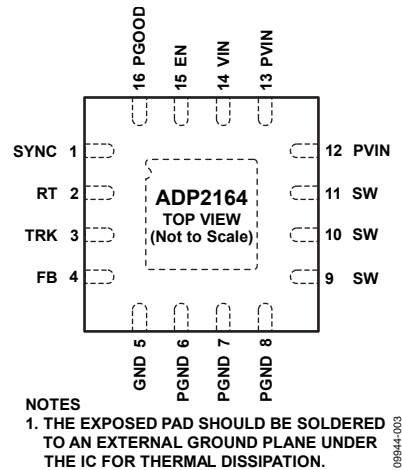 16 PGOOD
15 EN
14 VIN
13 PVIN
SYNC 1
RT 2
TRK 3
FB 4
12 PVIN
11 SW
10 SW
9 SW
ADP2164
TOP VIEW
(Not to Scale)
GND 5
PGND 6
PGND 7
PGND 8
NOTES
1. THE EXPOSED PAD SHOULD BE SOLDERED
TO AN EXTERNAL GROUND PLANE UNDER
THE IC FOR THERMAL DISSIPATION.
09944-003